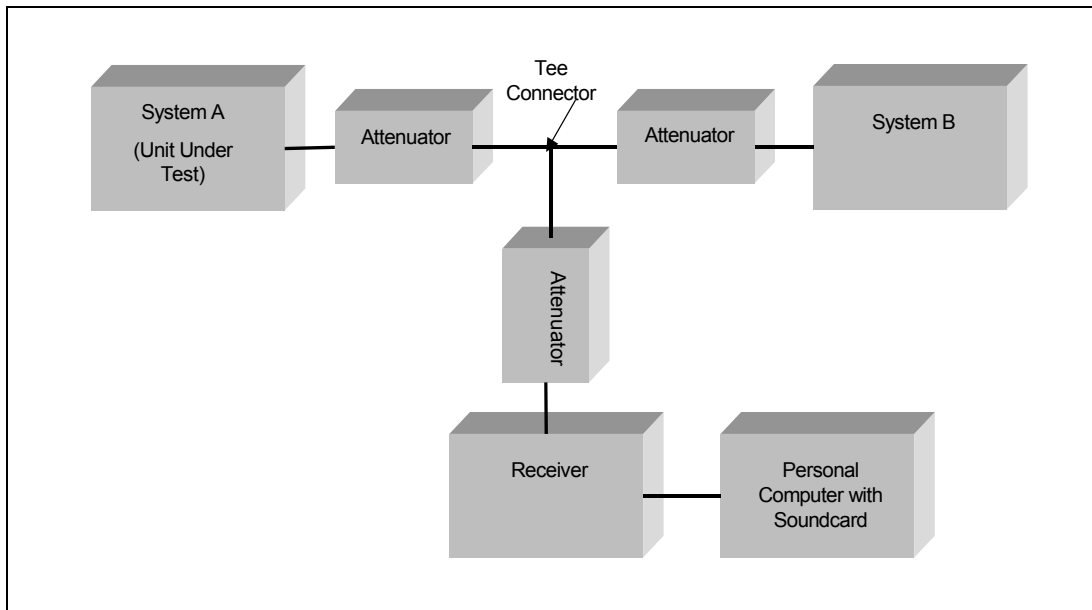 Tee
Connector
System A
(Unit Under
Test)
Attenuator
Attenuator
System B
Attenuator
Receiver
Personal
Computer with
Soundcard